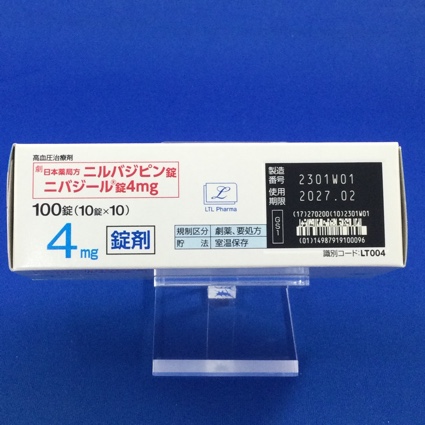 高血圧治療剤
劇 日本薬局方 ニルバジピン錠
ニバジール®錠4mg
100錠(10錠×10)
4mg 錠剤
L
LTL Pharma
規制区分 劇薬、要処方
貯法 室温保存
製造番号 2301W01
使用期限 2027.02
GS1
(17)270200(10)2301W01
(01)14987919100096
識別コード:LT004